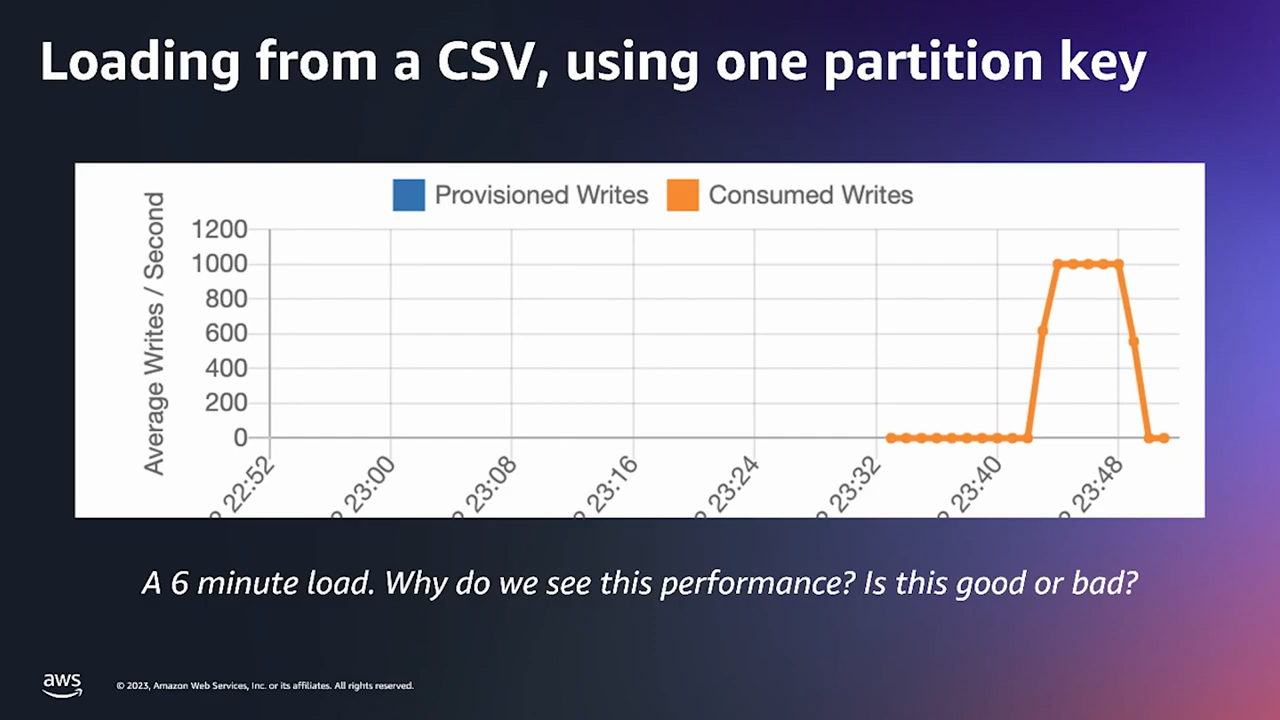 Loading from a CSV, using one partition key
Provisioned Writes Consumed Writes
Average Writes / Second
1200
1000
800
600
400
200
0
22:52 23:00 23:08 23:16 23:24 23:32 23:40 23:48
A 6 minute load. Why do we see this performance? Is this good or bad?
aws
© 2023, Amazon Web Services, Inc. or its affiliates. All rights reserved.